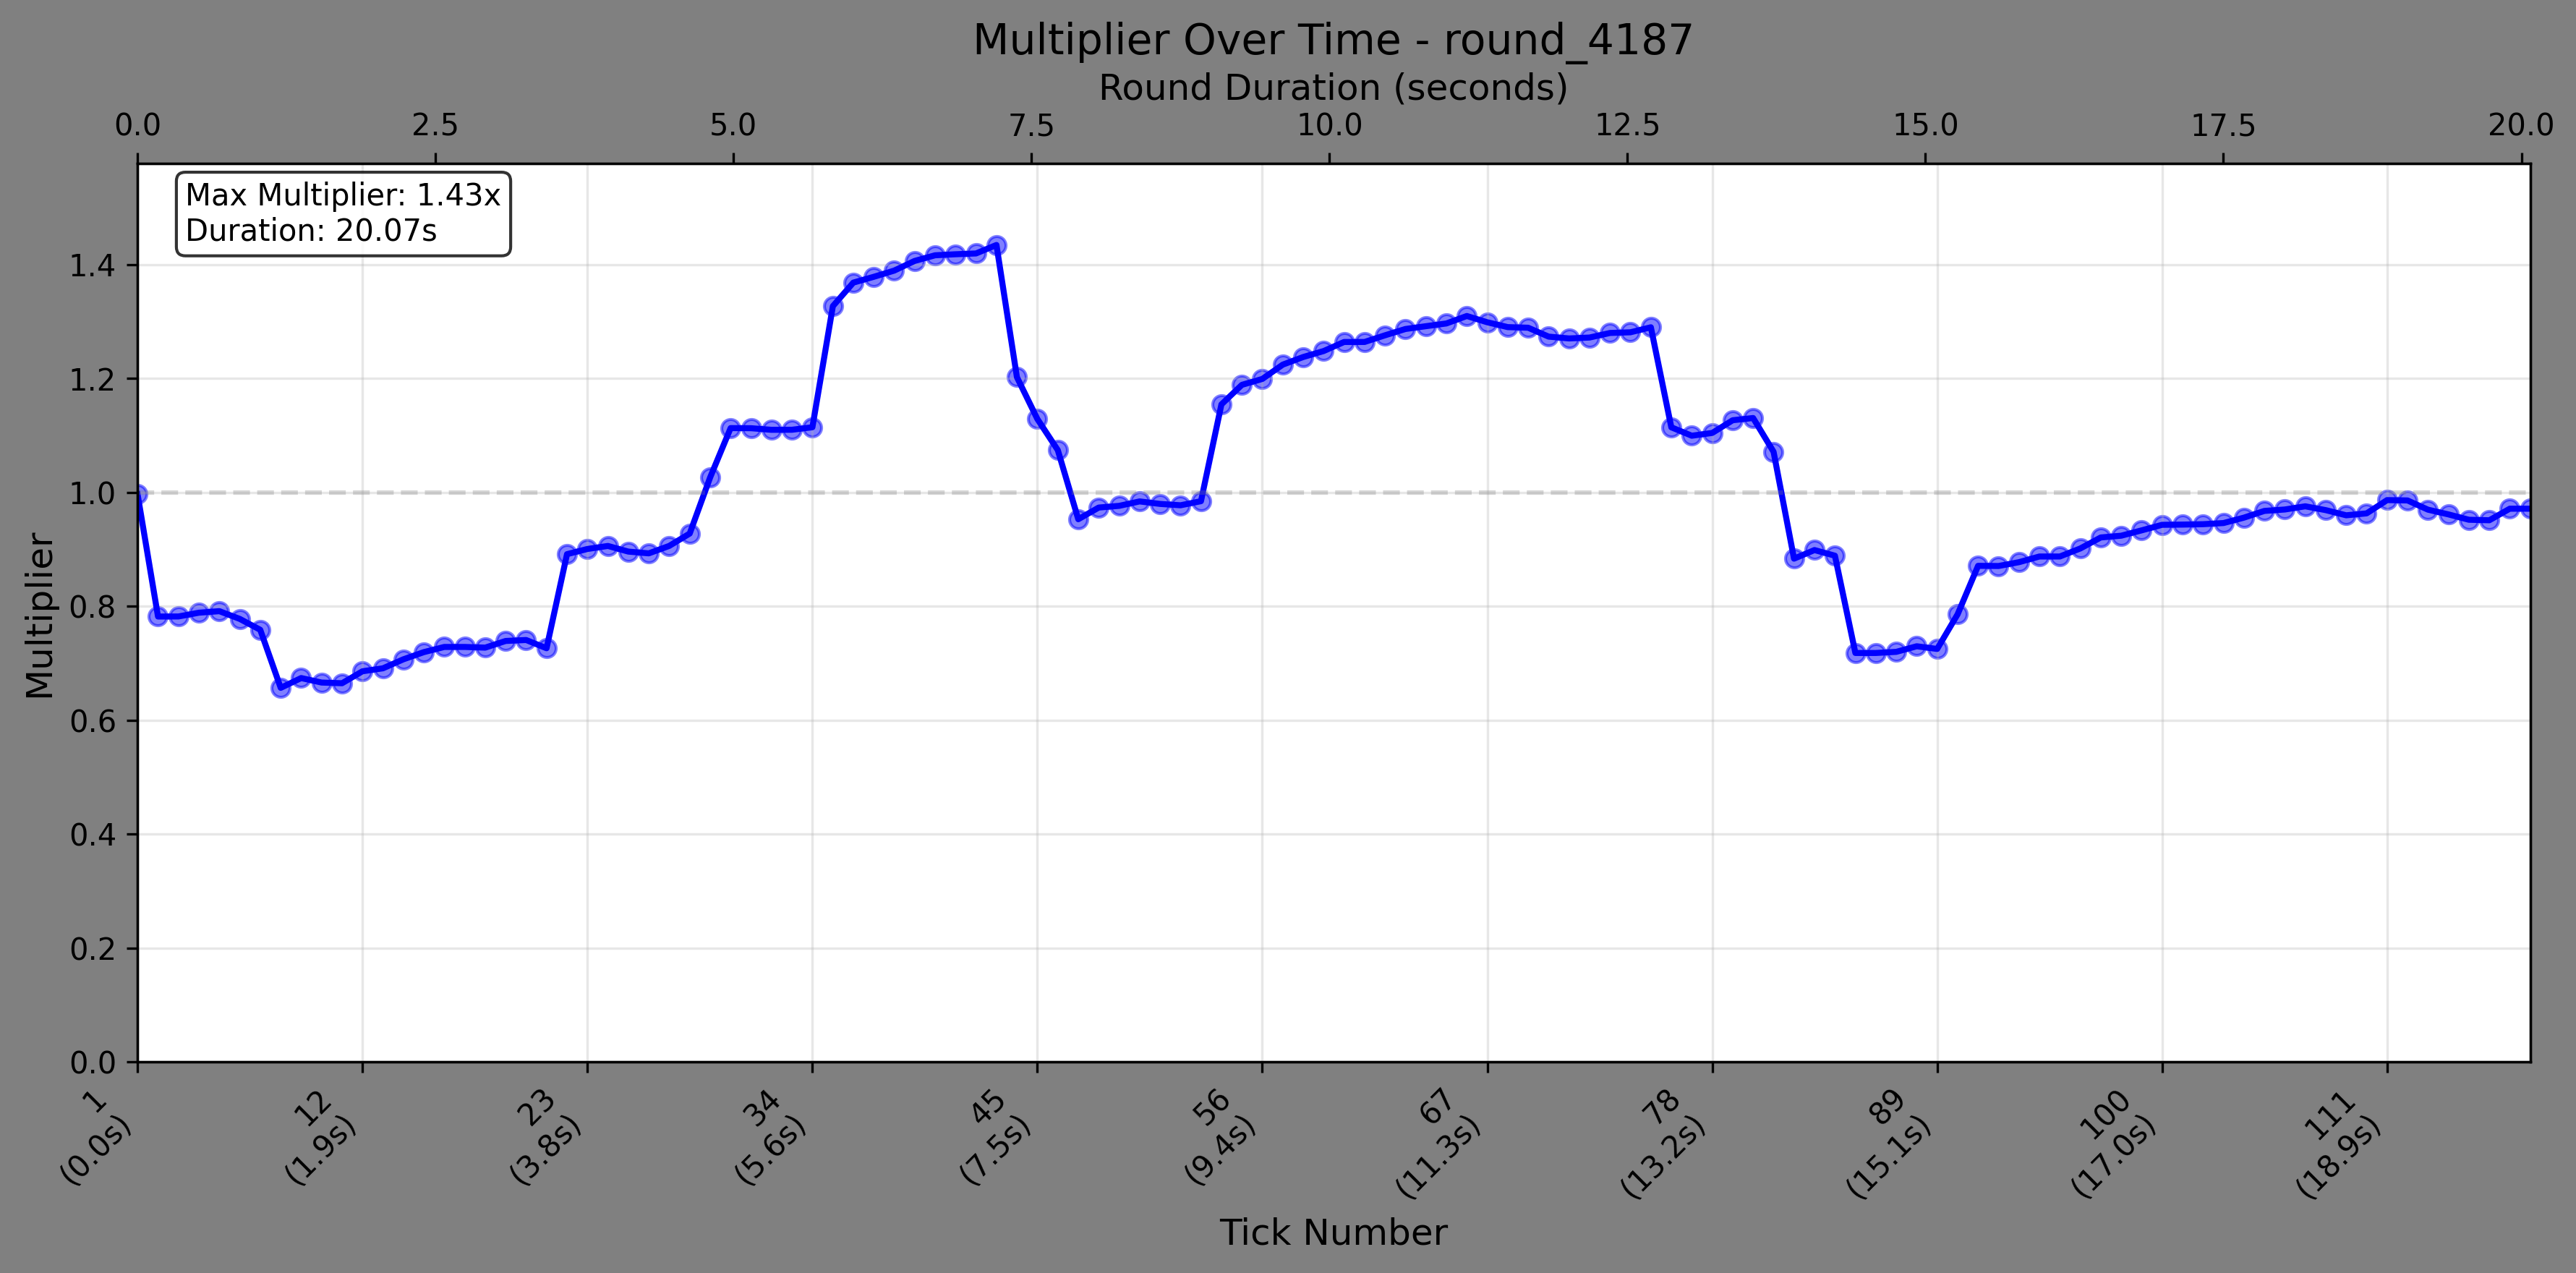 Multiplier Over Time - round_4187
Round Duration (seconds)
0.0 2.5 5.0 7.5 10.0 12.5 15.0 17.5 20.0
Max Multiplier: 1.43x
Duration: 20.07s
Multiplier
1.4
1.2
1.0
0.8
0.6
0.4
0.2
0.0
1
(0.0s)
12
(1.9s)
23
(3.8s)
34
(5.6s)
45
(7.5s)
56
(9.4s)
67
(11.3s)
78
(13.2s)
89
(15.1s)
100
(17.0s)
111
(18.9s)
Tick Number